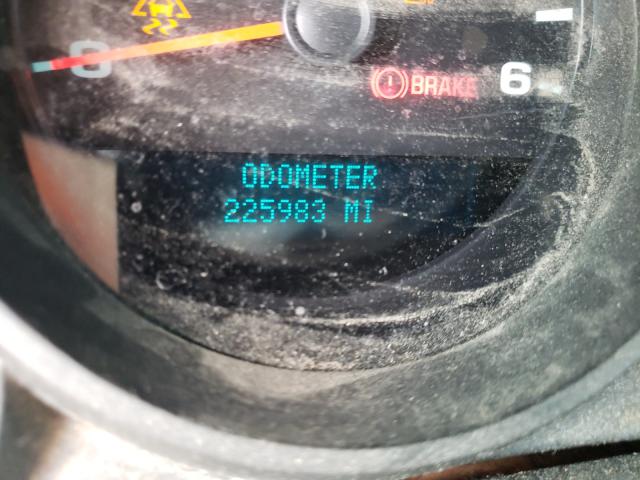 0
BRAKE 6
ODOMETER
225983 MI